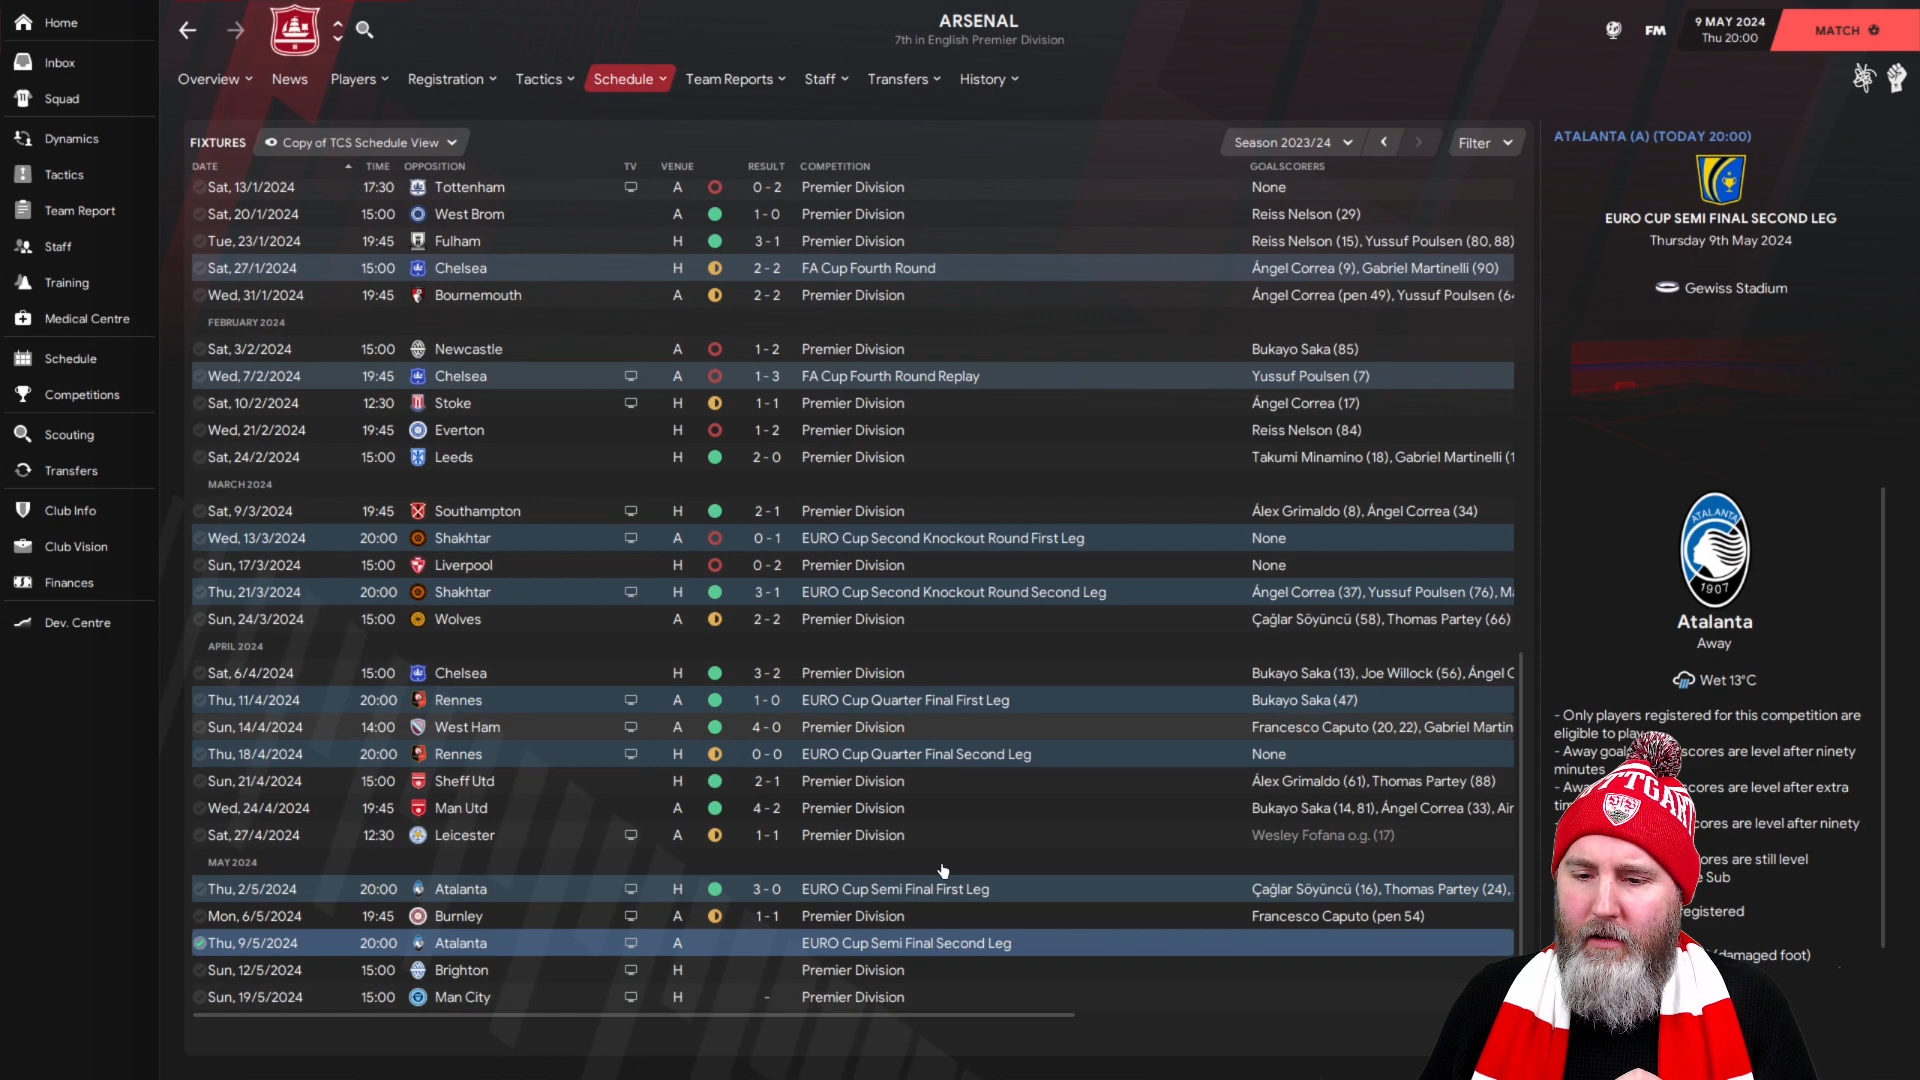 Home
Inbox
Squad
Dynamics
Tactics
Team Report
Staff
Training
Medical Centre
Schedule
Competitions
Scouting
Transfers
Club Info
Club Vision
Finances
Dev. Centre
ARSENAL
7th in English Premier Division
FM
9 MAY 2024
Thu 20:00
MATCH
Overview News Players Registration Tactics Schedule Team Reports Staff Transfers History
FIXTURES Copy of TCS Schedule View Season 2023/24 Filter
DATE TIME OPPOSITION TV VENUE RESULT COMPETITION GOALSCORERS
Sat, 13/1/2024 17:30 Tottenham A 0 - 2 Premier Division None
Sat, 20/1/2024 15:00 West Brom A 1 - 0 Premier Division Reiss Nelson (29)
Tue, 23/1/2024 19:45 Fulham H 3 - 1 Premier Division Reiss Nelson (15), Yussuf Poulsen (80, 88)
Sat, 27/1/2024 15:00 Chelsea H 2 - 2 FA Cup Fourth Round Ángel Correa (9), Gabriel Martinelli (90)
Wed, 31/1/2024 19:45 Bournemouth A 2 - 2 Premier Division Ángel Correa (pen 49), Yussuf Poulsen (64
FEBRUARY 2024
Sat, 3/2/2024 15:00 Newcastle A 1 - 2 Premier Division Bukayo Saka (85)
Wed, 7/2/2024 19:45 Chelsea A 1 - 3 FA Cup Fourth Round Replay Yussuf Poulsen (7)
Sat, 10/2/2024 12:30 Stoke H 1 - 1 Premier Division Ángel Correa (17)
Wed, 21/2/2024 19:45 Everton H 1 - 2 Premier Division Reiss Nelson (84)
Sat, 24/2/2024 15:00 Leeds H 2 - 0 Premier Division Takumi Minamino (18), Gabriel Martinelli (1
MARCH 2024
Sat, 9/3/2024 19:45 Southampton H 2 - 1 Premier Division Álex Grimaldo (8), Ángel Correa (34)
Wed, 13/3/2024 20:00 Shakhtar A 0 - 1 EURO Cup Second Knockout Round First Leg None
Sun, 17/3/2024 15:00 Liverpool H 0 - 2 Premier Division None
Thu, 21/3/2024 20:00 Shakhtar H 3 - 1 EURO Cup Second Knockout Round Second Leg Ángel Correa (37), Yussuf Poulsen (76), M
Sun, 24/3/2024 15:00 Wolves A 2 - 2 Premier Division Çağlar Söyüncü (58), Thomas Partey (66)
APRIL 2024
Sat, 6/4/2024 15:00 Chelsea H 3 - 2 Premier Division Bukayo Saka (13), Joe Willock (56), Ángel C
Thu, 11/4/2024 20:00 Rennes A 1 - 0 EURO Cup Quarter Final First Leg Bukayo Saka (47)
Sun, 14/4/2024 14:00 West Ham A 4 - 0 Premier Division Francesco Caputo (20, 22), Gabriel Martin
Thu, 18/4/2024 20:00 Rennes H 0 - 0 EURO Cup Quarter Final Second Leg None
Sun, 21/4/2024 15:00 Sheff Utd H 2 - 1 Premier Division Álex Grimaldo (61), Thomas Partey (88)
Wed, 24/4/2024 19:45 Man Utd A 4 - 2 Premier Division Bukayo Saka (14, 81), Ángel Correa (33), Ain
Sat, 27/4/2024 12:30 Leicester A 1 - 1 Premier Division Wesley Fofana o.g. (17)
MAY 2024
Thu, 2/5/2024 20:00 Atalanta H 3 - 0 EURO Cup Semi Final First Leg Çağlar Söyüncü (16), Thomas Partey (24),
Mon, 6/5/2024 19:45 Burnley A 1 - 1 Premier Division Francesco Caputo (pen 54)
Thu, 9/5/2024 20:00 Atalanta A EURO Cup Semi Final Second Leg
Sun, 12/5/2024 15:00 Brighton H Premier Division
Sun, 19/5/2024 15:00 Man City H - Premier Division
ATALANTA (A) (TODAY 20:00)
EURO CUP SEMI FINAL SECOND LEG
Thursday 9th May 2024
Gewiss Stadium
ATALANTA
1907
Atalanta
Away
Wet 13°C
- Only players registered for this competition are
eligible to play
- Away goals scores are level after ninety
minutes
- Away scores are level after extra
scores are level after ninety
scores are still level
Sub
registered
(damaged foot)